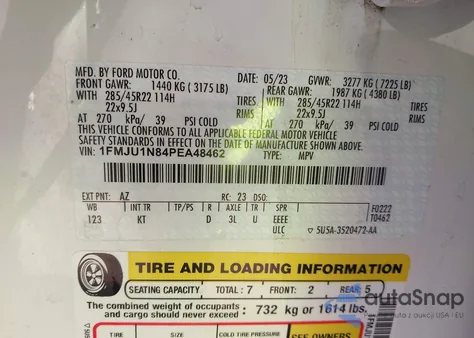 MFD. BY FORD MOTOR CO.
DATE: 05/23 GVWR: 3277 KG (7225 LB)
FRONT GAWR: 1440 KG (3175 LB) REAR GAWR: 1987 KG (4380 LB)
WITH 285/45R22 114H TIRES WITH 285/45R22 114H TIRES
22x9.5J RIMS 22x9.5J RIMS
AT 270 kPa/ 39 PSI COLD AT 270 kPa/ 39 PSI COLD
THIS VEHICLE CONFORMS TO ALL APPLICABLE FEDERAL MOTOR VEHICLE
SAFETY STANDARDS IN EFFECT ON THE DATE OF MANUFACTURE SHOWN ABOVE.
VIN: 1FMJU1N84PEA48462 TYPE: MPV
EXT PNT: AZ RC: 23 DSO:
WB INT TR TP/PS R AXLE TR SPR F0222
123 KT D 3L U EEEE T0462
ULC ▽ 5U5A-3520472-AA
TIRE AND LOADING INFORMATION
SEATING CAPACITY TOTAL: 7 FRONT: 2 REAR: 5
The combined weight of occupants
and cargo should never exceed : 732 kg or 1614 lbs.
TIRE SIZE COLD TIRE PRESSURE SEE OWNERS
autoSnap